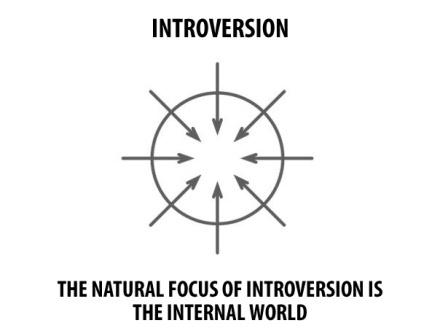 INTROVERSION
THE NATURAL FOCUS OF INTROVERSION IS
THE INTERNAL WORLD